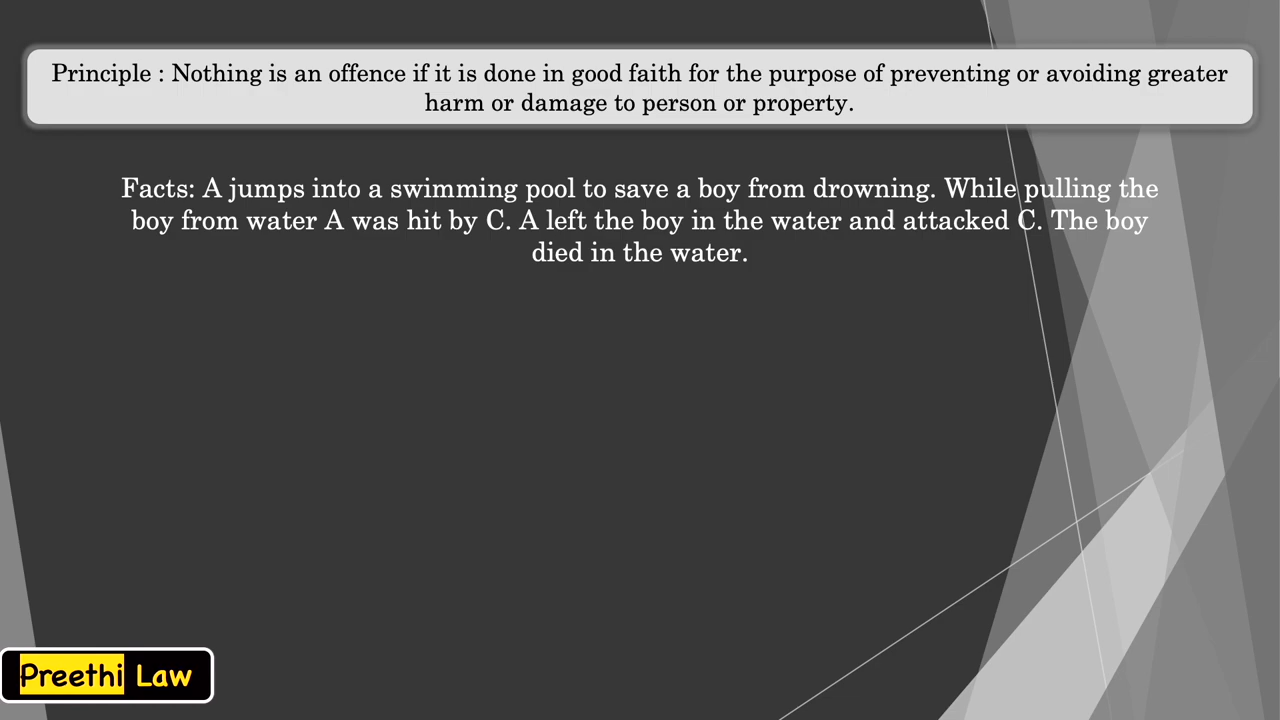 Principle : Nothing is an offence if it is done in good faith for the purpose of preventing or avoiding greater
harm or damage to person or property.
Facts: A jumps into a swimming pool to save a boy from drowning. While pulling the
boy from water A was hit by C. A left the boy in the water and attacked C. The boy
died in the water.
Preethi Law